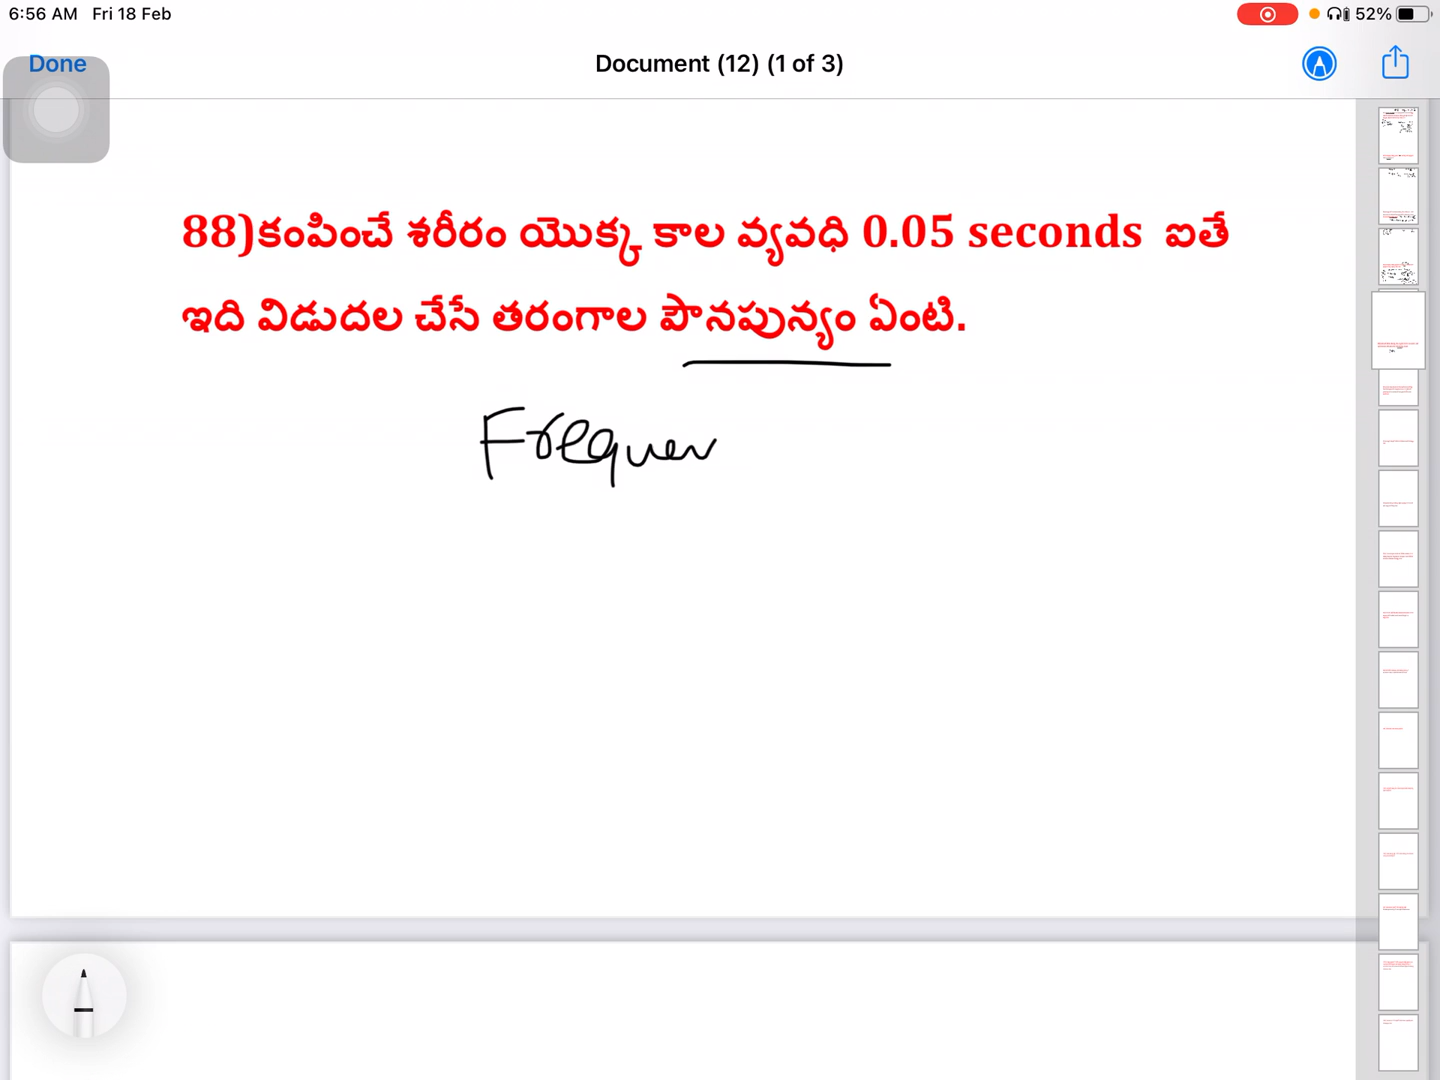 6:56 AM Fri 18 Feb
52%
Done
Document (12) (1 of 3)
88)కంపించే శరీరం యొక్క కాల వ్యవధి 0.05 seconds ఐతే
ఇది విడుదల చేసే తరంగాల పౌనపున్యం ఏంటి.
Frequen